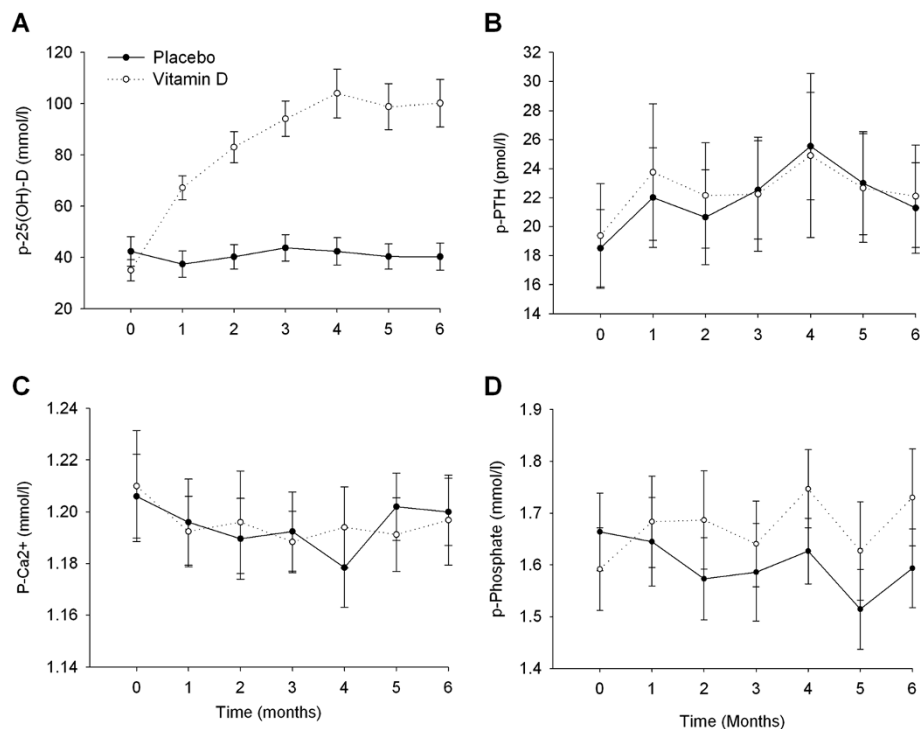 A
p-25(OH)-D (mmol/l)
120
100
80
60
40
20
Placebo
Vitamin D
0 1 2 3 4 5 6
B
p-PTH (pmol/l)
32
30
28
26
24
22
20
18
16
14
0 1 2 3 4 5 6
C
P-Ca2+ (mmol/l)
1.24
1.22
1.20
1.18
1.16
1.14
0 1 2 3 4 5 6
Time (months)
D
p-Phosphate (mmol/l)
1.9
1.8
1.7
1.6
1.5
1.4
0 1 2 3 4 5 6
Time (Months)